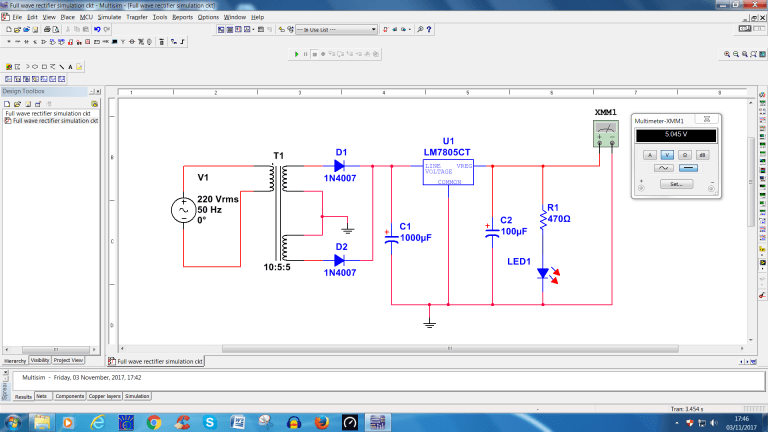 Full wave rectifier simulation ckt - Multisim - [Full wave rectifier simulation ckt]
File Edit View Place MCU Simulate Transfer Tools Reports Options Window Help
--- In Use List ---
Design Toolbox
Full wave rectifier simulation ckt
Full wave rectifier simulation ckt
1 2 3 4 5 6 7 8
B
C
D
V1
220 Vrms
50 Hz
0°
T1
10:5:5
D1
1N4007
D2
1N4007
C1
1000µF
U1
LM7805CT
LINE VREG
VOLTAGE
COMMON
C2
100µF
R1
470Ω
LED1
XMM1
Multimeter-XMM1
5.045 V
A V Ω dB
Set...
Hierarchy Visibility Project View
Full wave rectifier simulation ckt
Multisim - Friday, 03 November, 2017, 17:42
Results Nets Components Copper layers Simulation
Tran: 3.454 s
17:46
03/11/2017